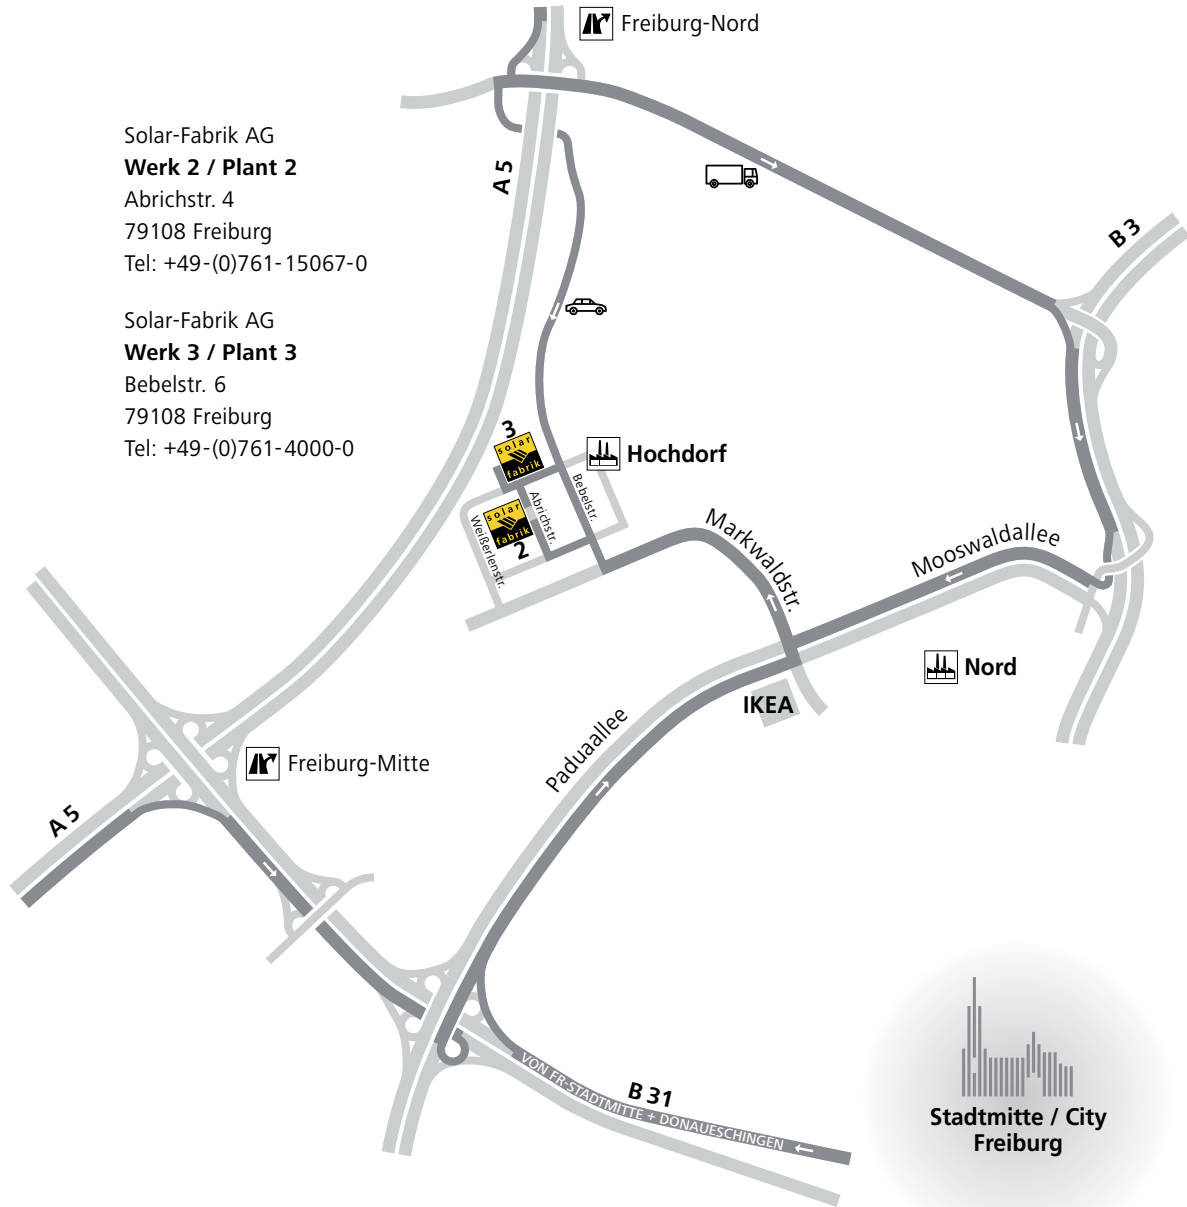 Freiburg-Nord
Solar-Fabrik AG
Werk 2 / Plant 2
Abrichstr. 4
79108 Freiburg
Tel: +49-(0)761-15067-0
A 5
B 3
Solar-Fabrik AG
Werk 3 / Plant 3
Bebelstr. 6
79108 Freiburg
Tel: +49-(0)761-4000-0
3
solar
fabrik
Hochdorf
Bebelstr.
Abrichstr.
Weißerlenstr.
solar
fabrik
2
Markwaldstr.
Mooswaldallee
Nord
IKEA
Paduaallee
Freiburg-Mitte
A 5
B 31
VON FR-STADTMITTE + DONAUESCHINGEN
Stadtmitte / City
Freiburg